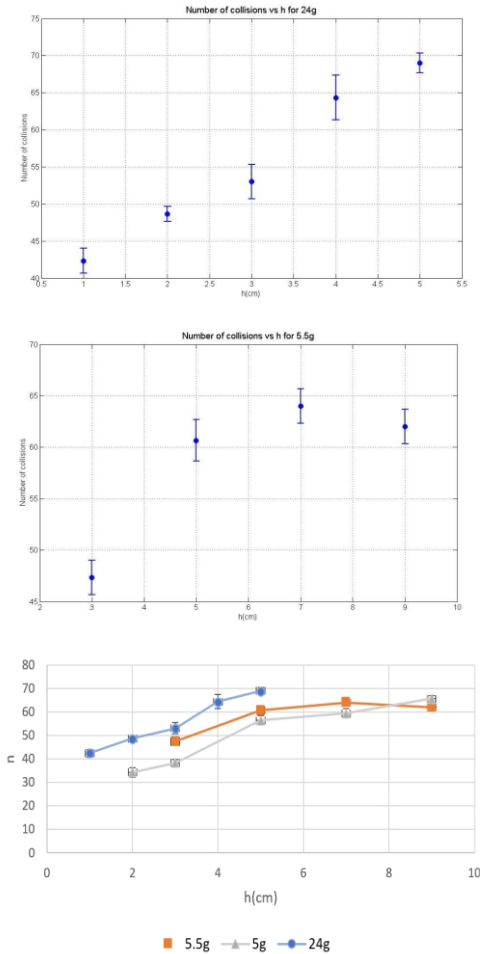 Number of collisions vs h for 24g
75
70
65
60
55
50
45
40
Number of collisions
0.5 1 1.5 2 2.5 3 3.5 4 4.5 5 5.5
h(cm)
Number of collisions vs h for 5.5g
70
65
60
55
50
45
Number of collisions
2 3 4 5 6 7 8 9 10
h(cm)
80
70
60
50
40
30
20
10
0
n
0 2 4 6 8 10
h(cm)
5.5g 5g 24g